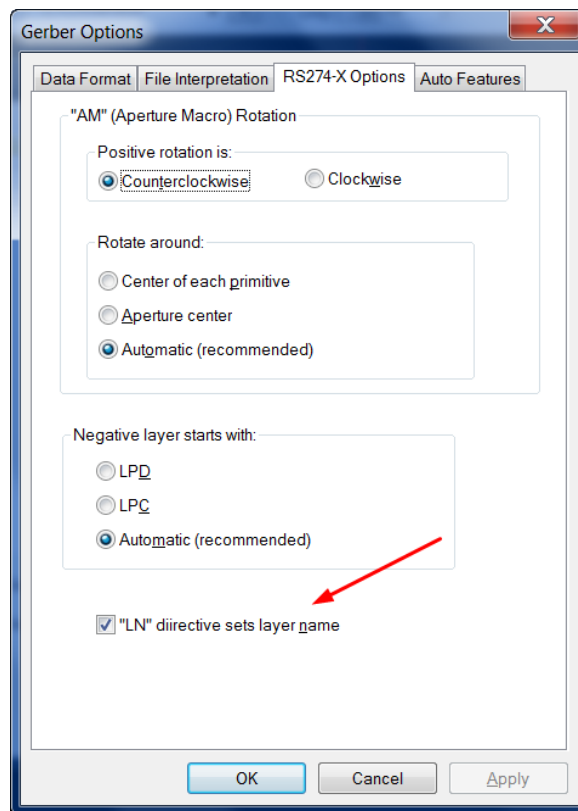 Gerber Options
Data Format File Interpretation RS274-X Options Auto Features
"AM" (Aperture Macro) Rotation
Positive rotation is:
Counterclockwise Clockwise
Rotate around:
Center of each primitive
Aperture center
Automatic (recommended)
Negative layer starts with:
LPD
LPC
Automatic (recommended)
"LN" diirective sets layer name
OK Cancel Apply